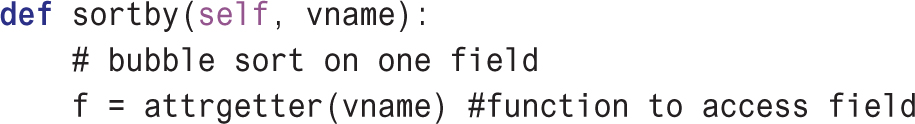 def sortby(self, vname):
    # bubble sort on one field
    f = attrgetter(vname) #function to access field